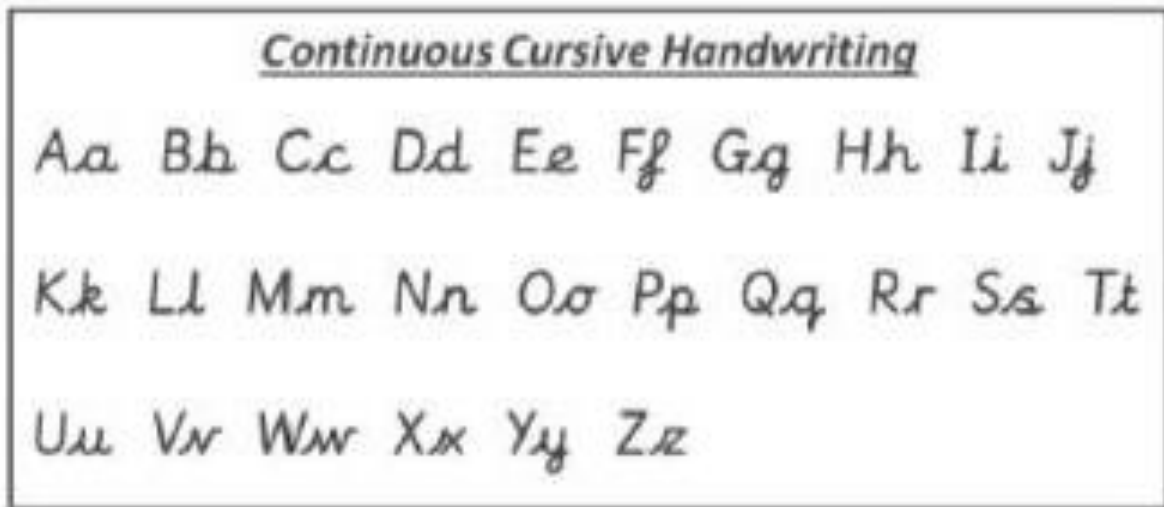 Continuous Cursive Handwriting
Aa Bb Cc Dd Ee Ff Gg Hh Ii Jj
Kk Ll Mm Nn Oo Pp Qq Rr Ss Tt
Uu Vv Ww Xx Yy Zz